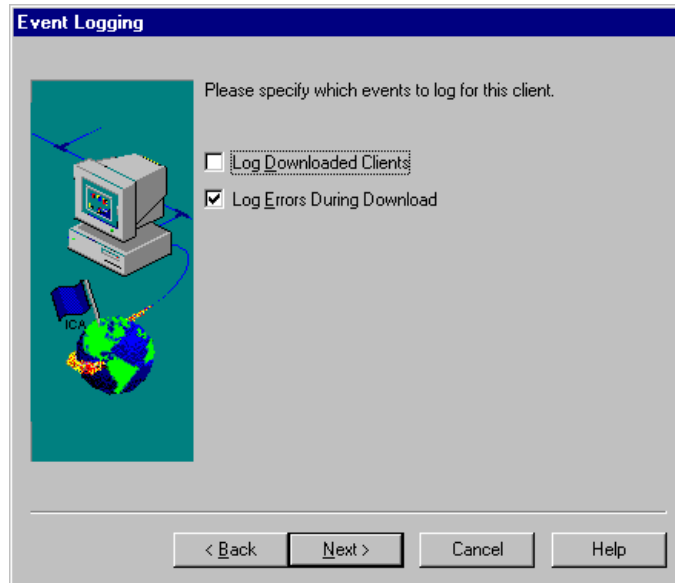 Event Logging
Please specify which events to log for this client.
Log Downloaded Clients
Log Errors During Download
ICA
< Back
Next >
Cancel
Help